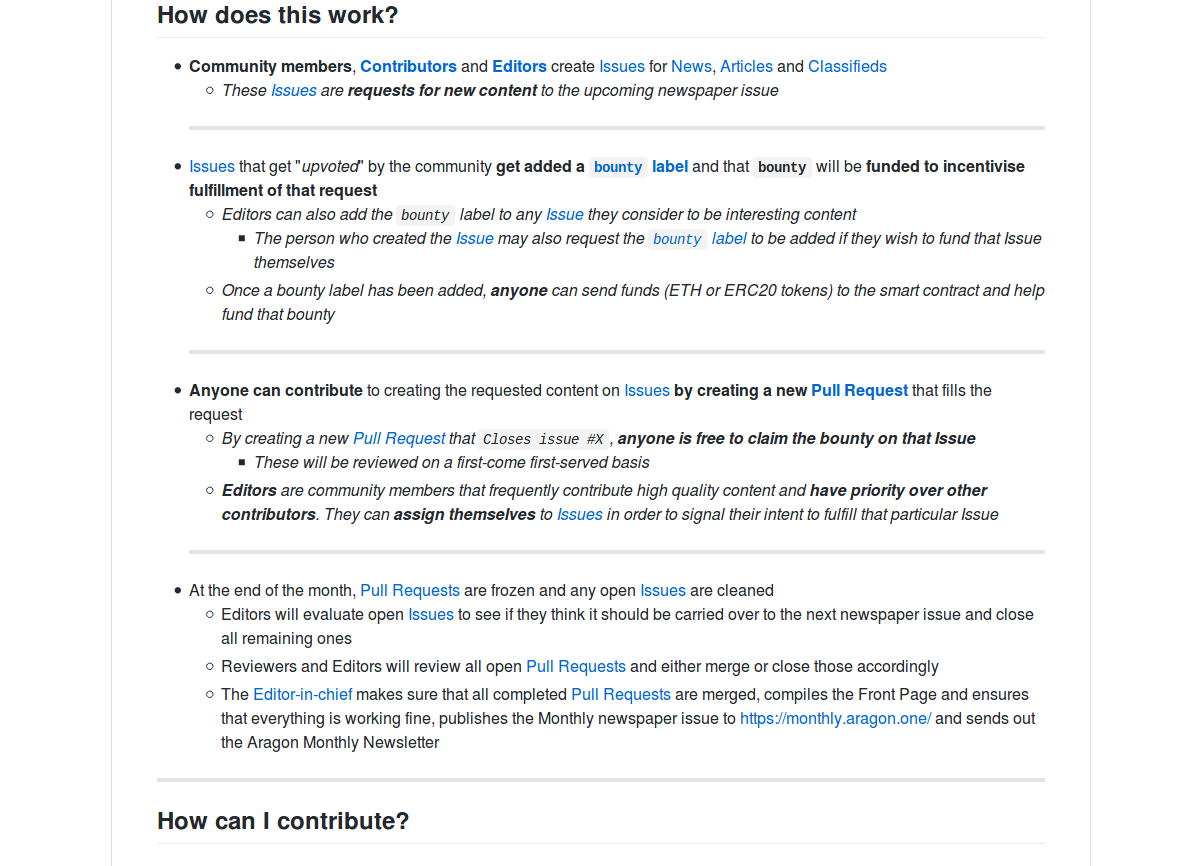 How does this work?
Community members, Contributors and Editors create Issues for News, Articles and Classifieds
These Issues are requests for new content to the upcoming newspaper issue
Issues that get "upvoted" by the community get added a bounty label and that bounty will be funded to incentivise
fulfillment of that request
Editors can also add the bounty label to any Issue they consider to be interesting content
The person who created the Issue may also request the bounty label to be added if they wish to fund that Issue
themselves
Once a bounty label has been added, anyone can send funds (ETH or ERC20 tokens) to the smart contract and help
fund that bounty
Anyone can contribute to creating the requested content on Issues by creating a new Pull Request that fills the
request
By creating a new Pull Request that Closes issue #X , anyone is free to claim the bounty on that Issue
These will be reviewed on a first-come first-served basis
Editors are community members that frequently contribute high quality content and have priority over other
contributors. They can assign themselves to Issues in order to signal their intent to fulfill that particular Issue
At the end of the month, Pull Requests are frozen and any open Issues are cleaned
Editors will evaluate open Issues to see if they think it should be carried over to the next newspaper issue and close
all remaining ones
Reviewers and Editors will review all open Pull Requests and either merge or close those accordingly
The Editor-in-chief makes sure that all completed Pull Requests are merged, compiles the Front Page and ensures
that everything is working fine, publishes the Monthly newspaper issue to https://monthly.aragon.one/ and sends out
the Aragon Monthly Newsletter
How can I contribute?